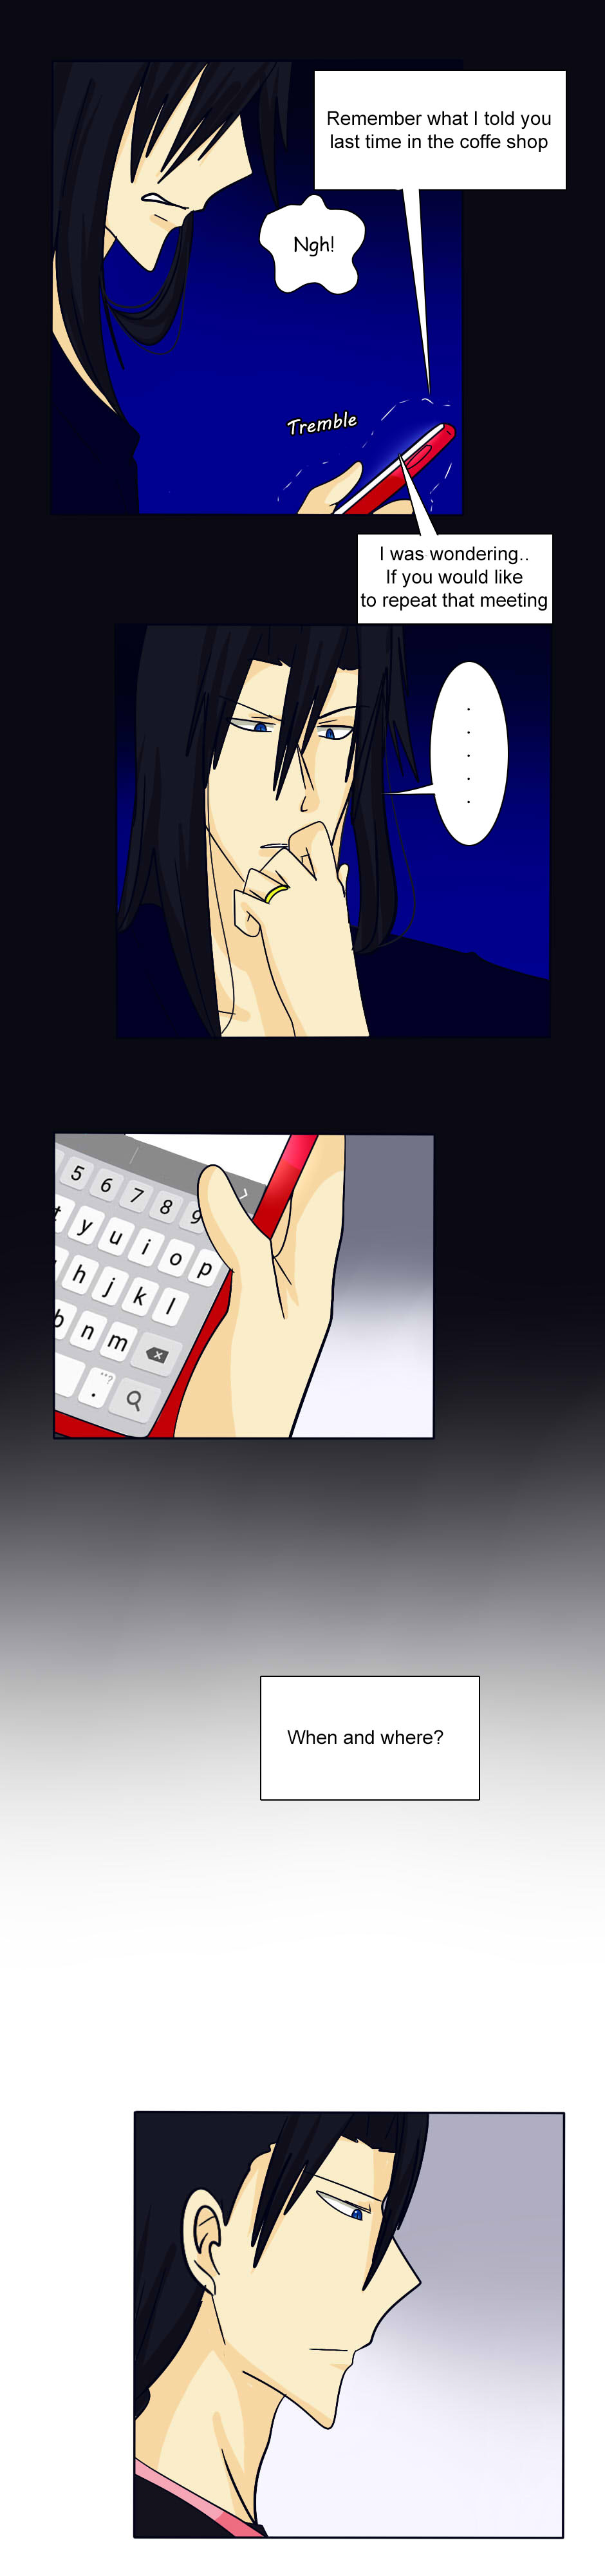 Remember what I told you
last time in the coffe shop
Ngh!
Tremble
I was wondering..
If you would like
to repeat that meeting
.....
5 6 7 8 9
t y u i o p
h j k l
b n m
. ,,?
When and where?